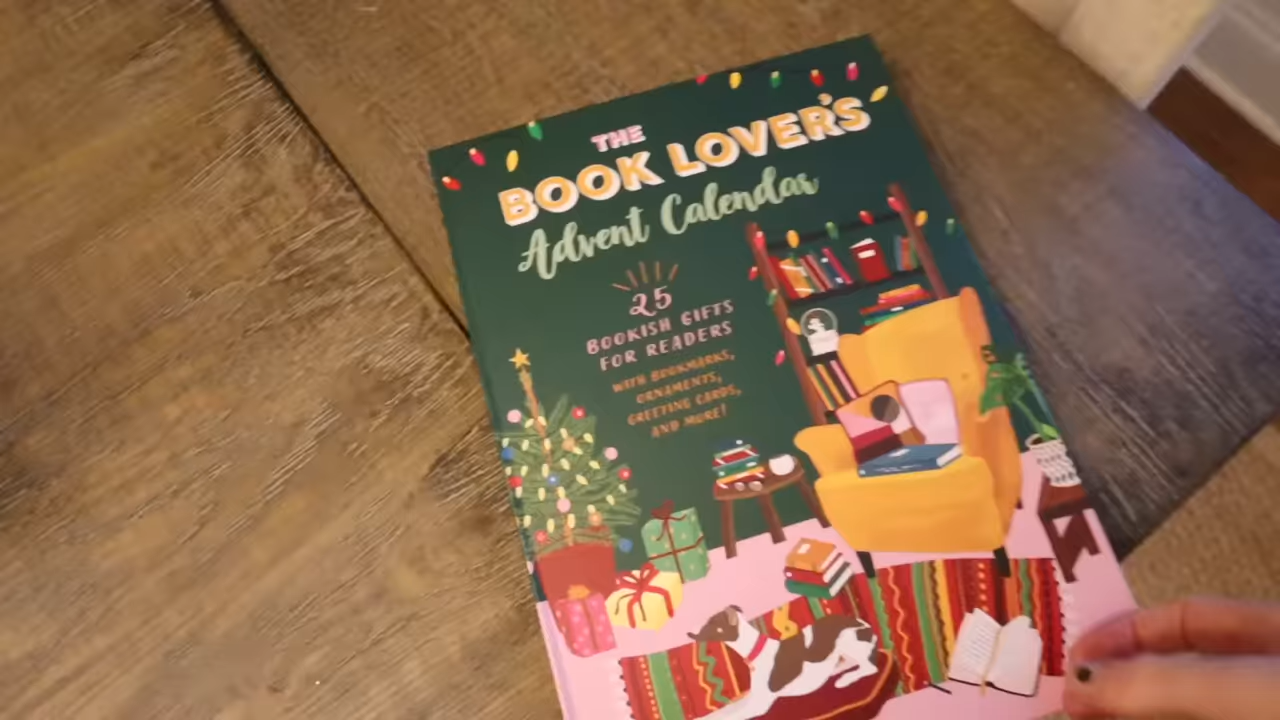 THE
BOOK LOVER'S
Advent Calendar
25
BOOKISH GIFTS
FOR READERS
WITH BOOKMARKS,
ORNAMENTS,
GREETING CARDS,
AND MORE!